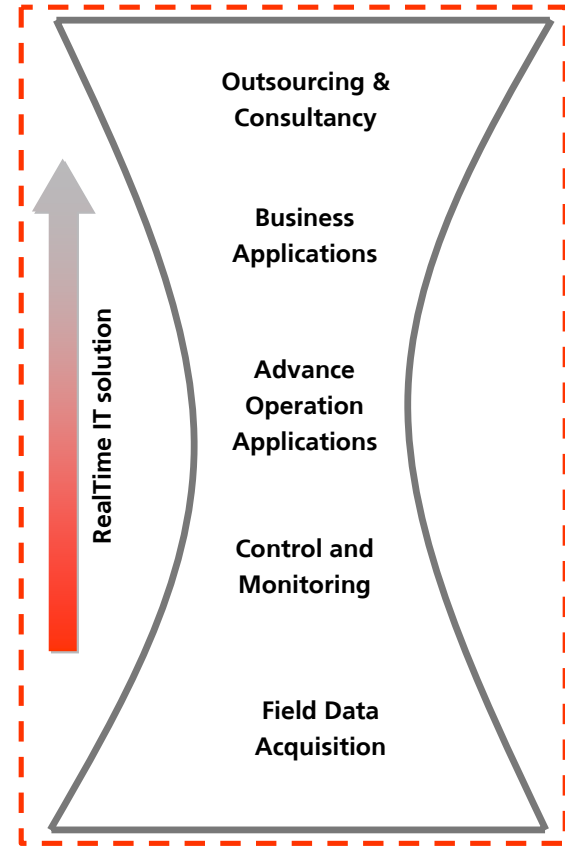 Outsourcing &
Consultancy
Business
Applications
Advance
Operation
Applications
RealTime IT solution
Control and
Monitoring
Field Data
Acquisition